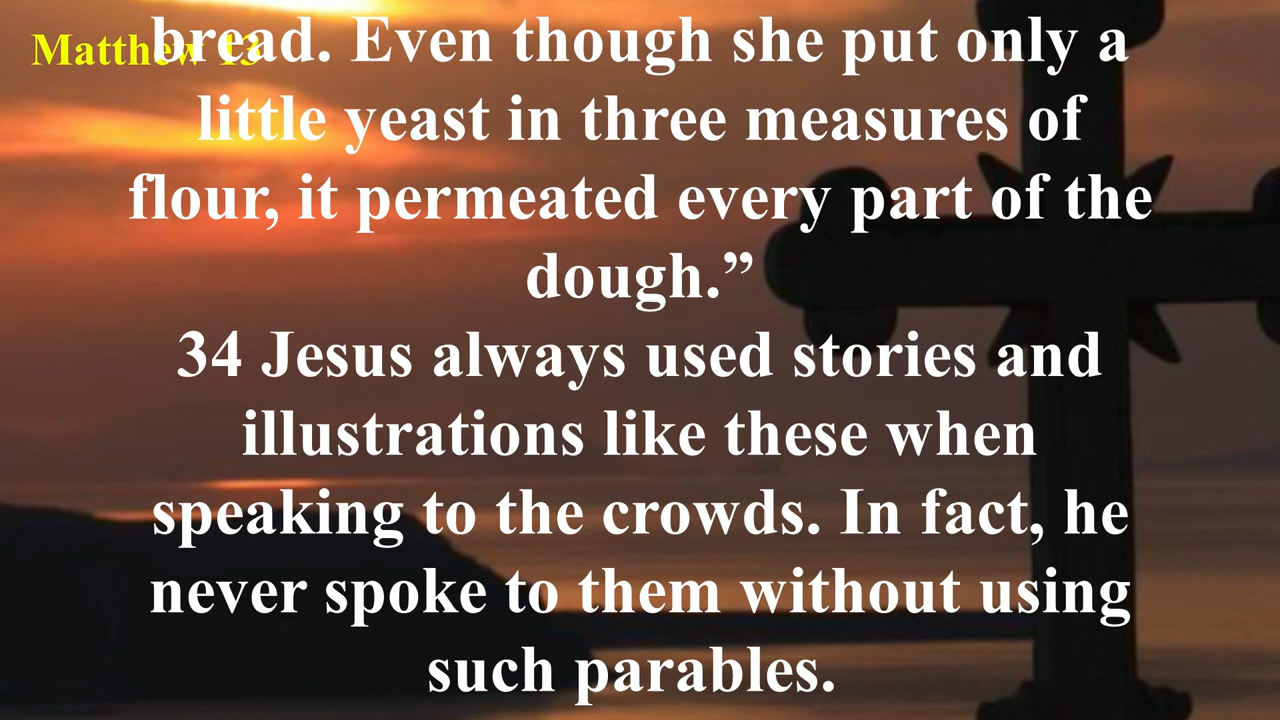 Matthew 13
bread. Even though she put only a
little yeast in three measures of
flour, it permeated every part of the
dough.”
34 Jesus always used stories and
illustrations like these when
speaking to the crowds. In fact, he
never spoke to them without using
such parables.